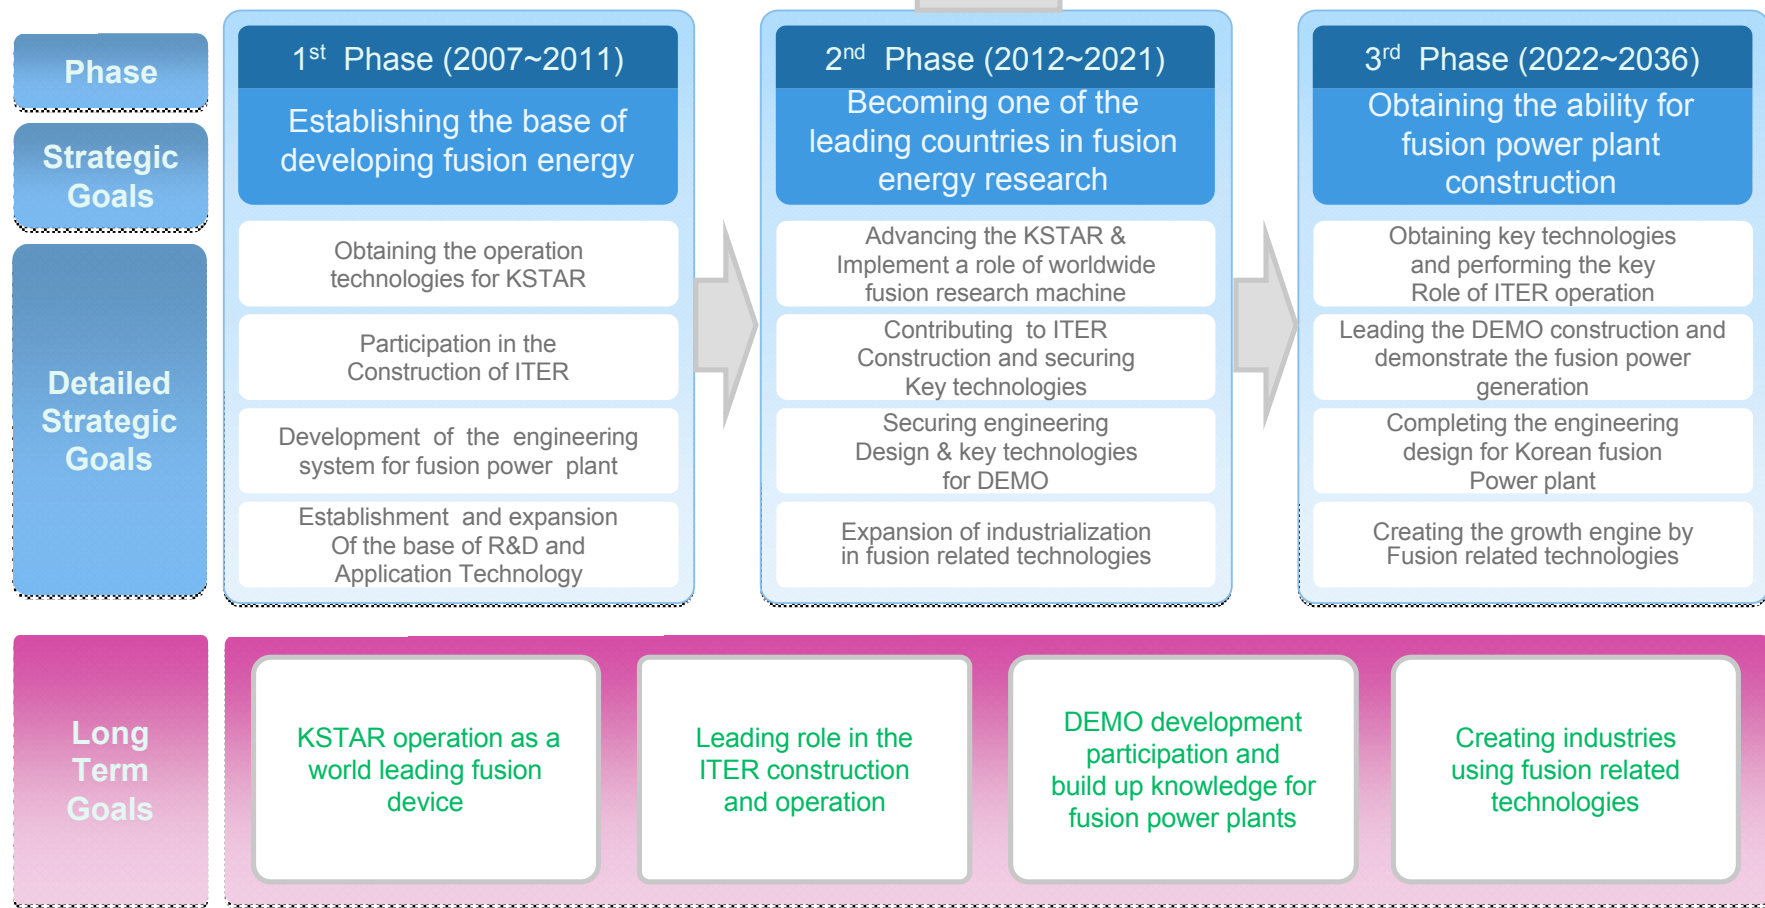 Phase
1st Phase (2007~2011)
2nd Phase (2012~2021)
3rd Phase (2022~2036)
Strategic
Goals
Establishing the base of
developing fusion energy
Becoming one of the
leading countries in fusion
energy research
Obtaining the ability for
fusion power plant
construction
Detailed
Strategic
Goals
Obtaining the operation
technologies for KSTAR
Participation in the
Construction of ITER
Development of the engineering
system for fusion power plant
Establishment and expansion
Of the base of R&D and
Application Technology
Advancing the KSTAR &
Implement a role of worldwide
fusion research machine
Contributing to ITER
Construction and securing
Key technologies
Securing engineering
Design & key technologies
for DEMO
Expansion of industrialization
in fusion related technologies
Obtaining key technologies
and performing the key
Role of ITER operation
Leading the DEMO construction and
demonstrate the fusion power
generation
Completing the engineering
design for Korean fusion
Power plant
Creating the growth engine by
Fusion related technologies
Long
Term
Goals
KSTAR operation as a
world leading fusion
device
Leading role in the
ITER construction
and operation
DEMO development
participation and
build up knowledge for
fusion power plants
Creating industries
using fusion related
technologies